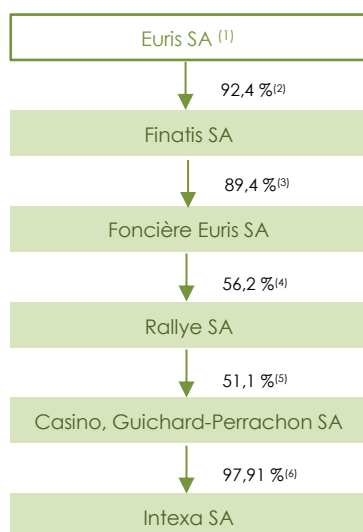 Euris SA (1)
92,4 %(2)
Finatis SA
89,4 %(3)
Foncière Euris SA
56,2 %(4)
Rallye SA
51,1 %(5)
Casino, Guichard-Perrachon SA
97,91 %(6)
Intexa SA